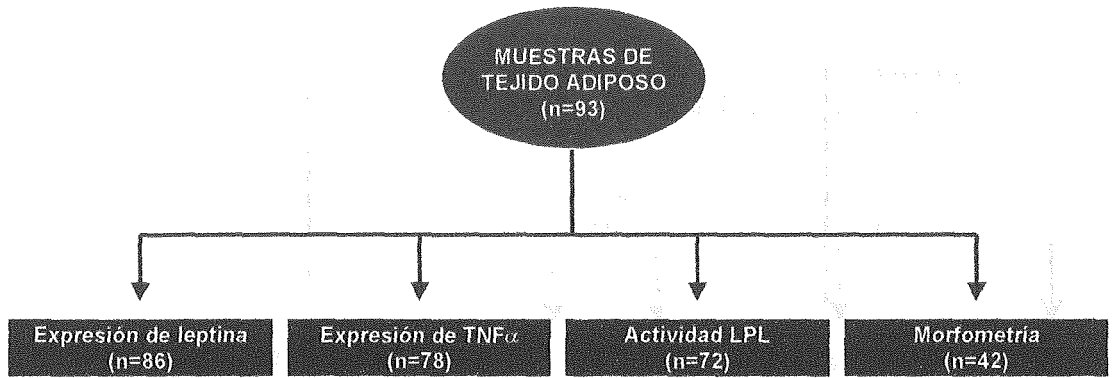 MUESTRAS DE
TEJIDO ADIPOSO
(n=93)
Expresión de leptina
(n=86)
Expresión de TNFα
(n=78)
Actividad LPL
(n=72)
Morfometría
(n=42)